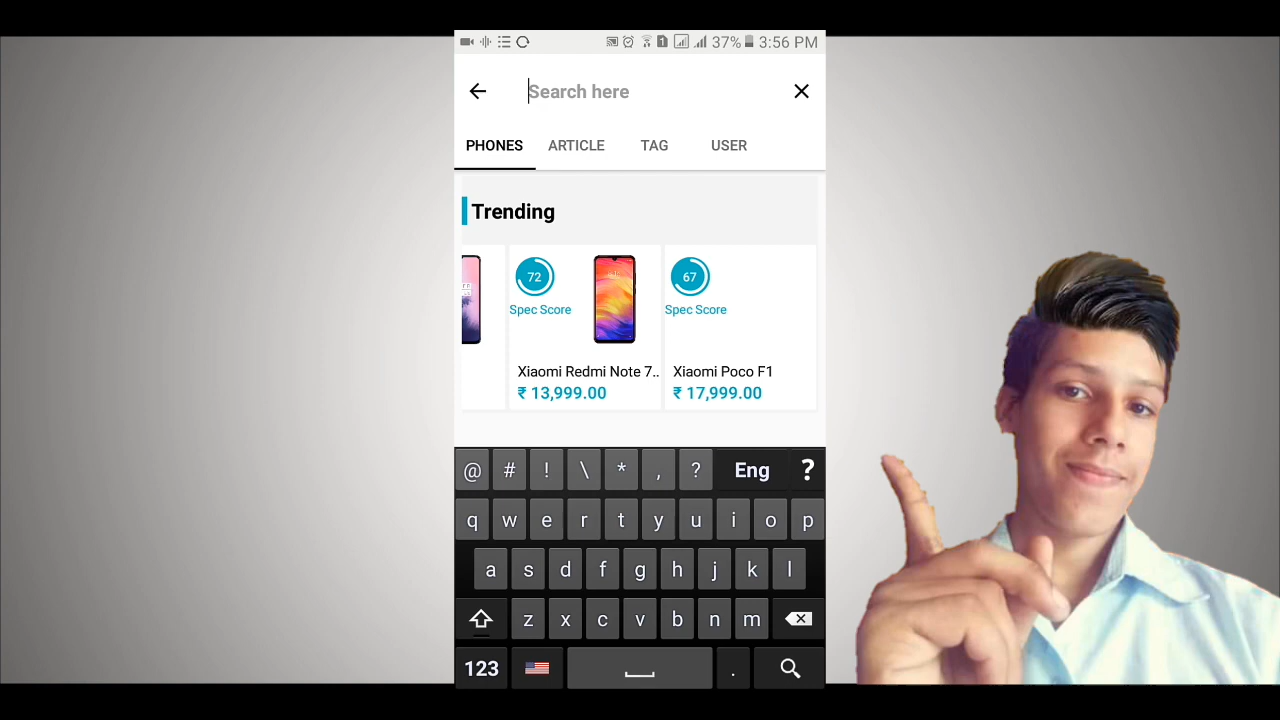 37% 3:56 PM
Search here
PHONES ARTICLE TAG USER
Trending
72 67
Spec Score Spec Score
Xiaomi Redmi Note 7.. Xiaomi Poco F1
₹ 13,999.00 ₹ 17,999.00
@ # ! \ * , ? Eng ?
q w e r t y u i o p
a s d f g h j k l
z x c v b n m
123 .